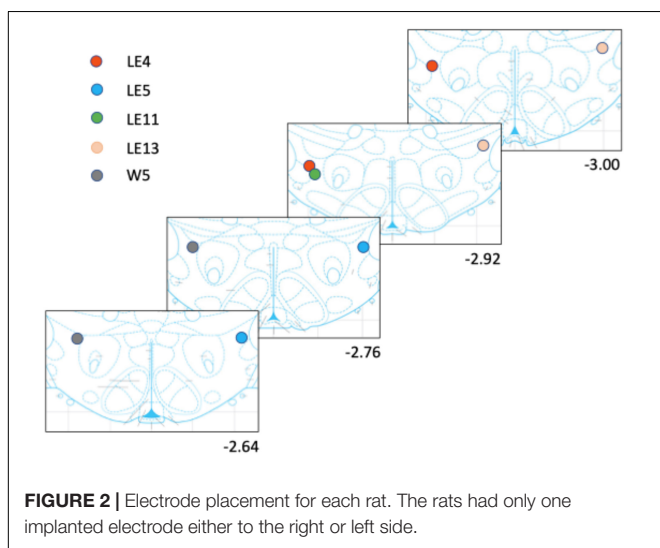 LE4
LE5
LE11
LE13
W5
-3.00
-2.92
-2.76
-2.64
FIGURE 2 | Electrode placement for each rat. The rats had only one
implanted electrode either to the right or left side.